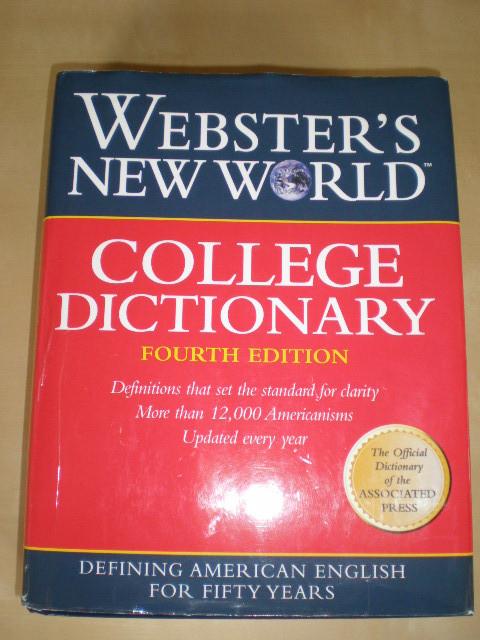 WEBSTER'S
NEW WORLD™
COLLEGE
DICTIONARY
FOURTH EDITION
Definitions that set the standard for clarity
More than 12,000 Americanisms
Updated every year
The Official
Dictionary
of the
ASSOCIATED
PRESS
DEFINING AMERICAN ENGLISH
FOR FIFTY YEARS